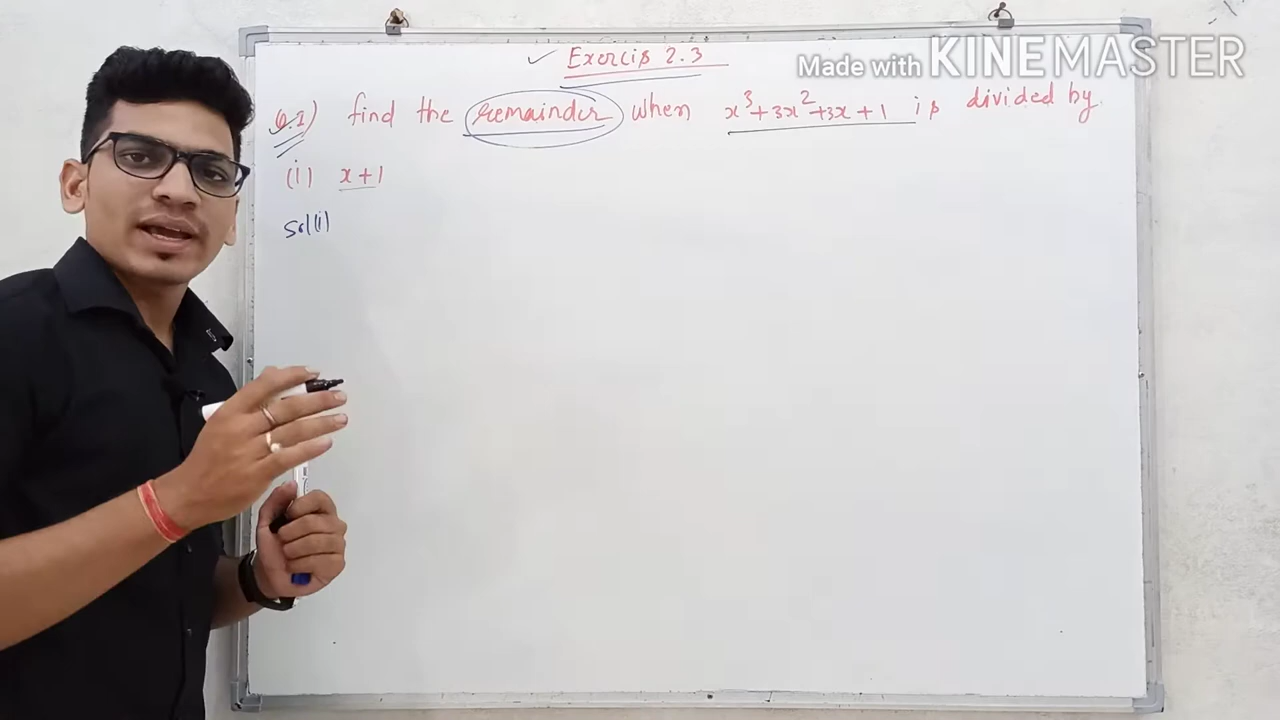 Made with KINEMASTER
✓ Exercis 2.3
Q.1) find the remainder when x³+3x²+3x+1 is divided by.
(i) x+1
Sol(i)